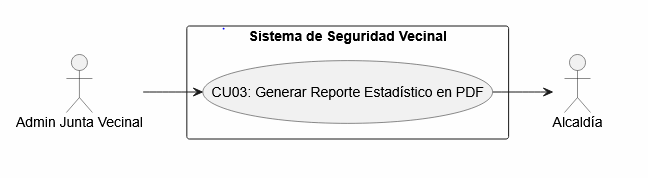 Sistema de Seguridad Vecinal
CU03: Generar Reporte Estadístico en PDF
Admin Junta Vecinal
Alcaldía